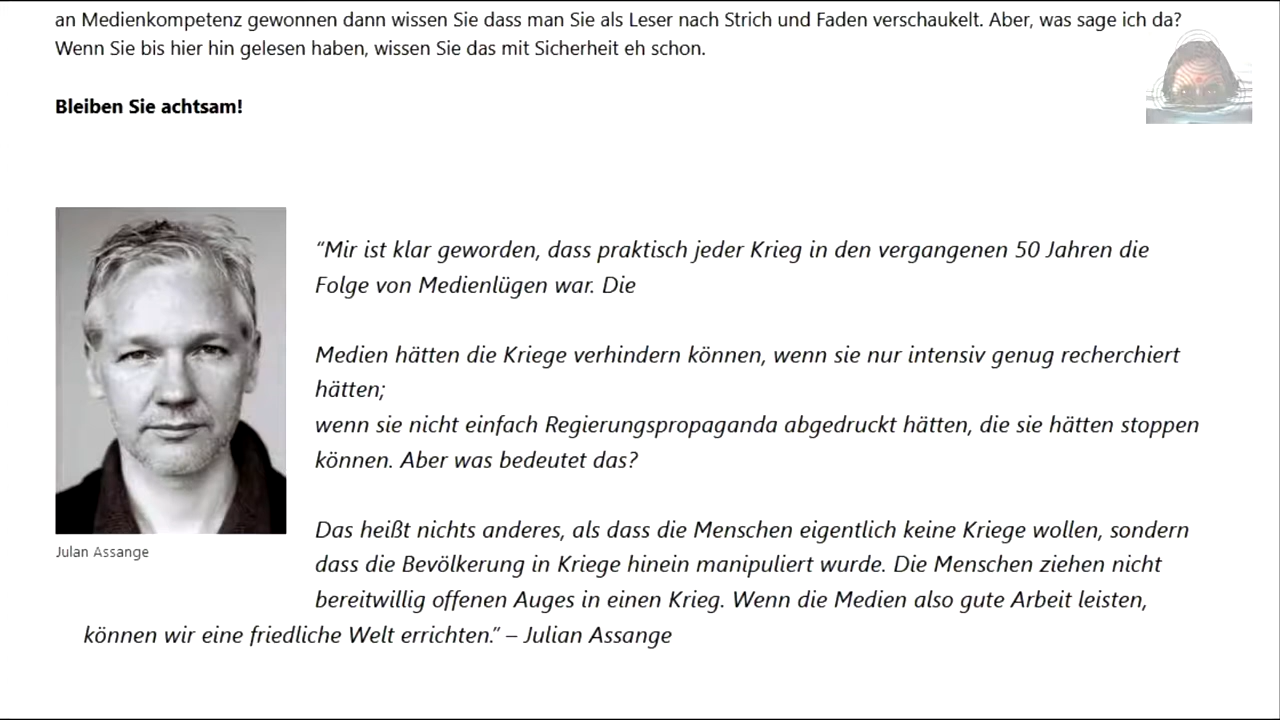 an Medienkompetenz gewonnen dann wissen Sie dass man Sie als Leser nach Strich und Faden verschaukelt. Aber, was sage ich da?
Wenn Sie bis hier hin gelesen haben, wissen Sie das mit Sicherheit eh schon.
Bleiben Sie achtsam!
“Mir ist klar geworden, dass praktisch jeder Krieg in den vergangenen 50 Jahren die
Folge von Medienlügen war. Die
Medien hätten die Kriege verhindern können, wenn sie nur intensiv genug recherchiert
hätten;
wenn sie nicht einfach Regierungspropaganda abgedruckt hätten, die sie hätten stoppen
können. Aber was bedeutet das?
Das heißt nichts anderes, als dass die Menschen eigentlich keine Kriege wollen, sondern
dass die Bevölkerung in Kriege hinein manipuliert wurde. Die Menschen ziehen nicht
bereitwillig offenen Auges in einen Krieg. Wenn die Medien also gute Arbeit leisten,
können wir eine friedliche Welt errichten.” – Julian Assange
Julan Assange